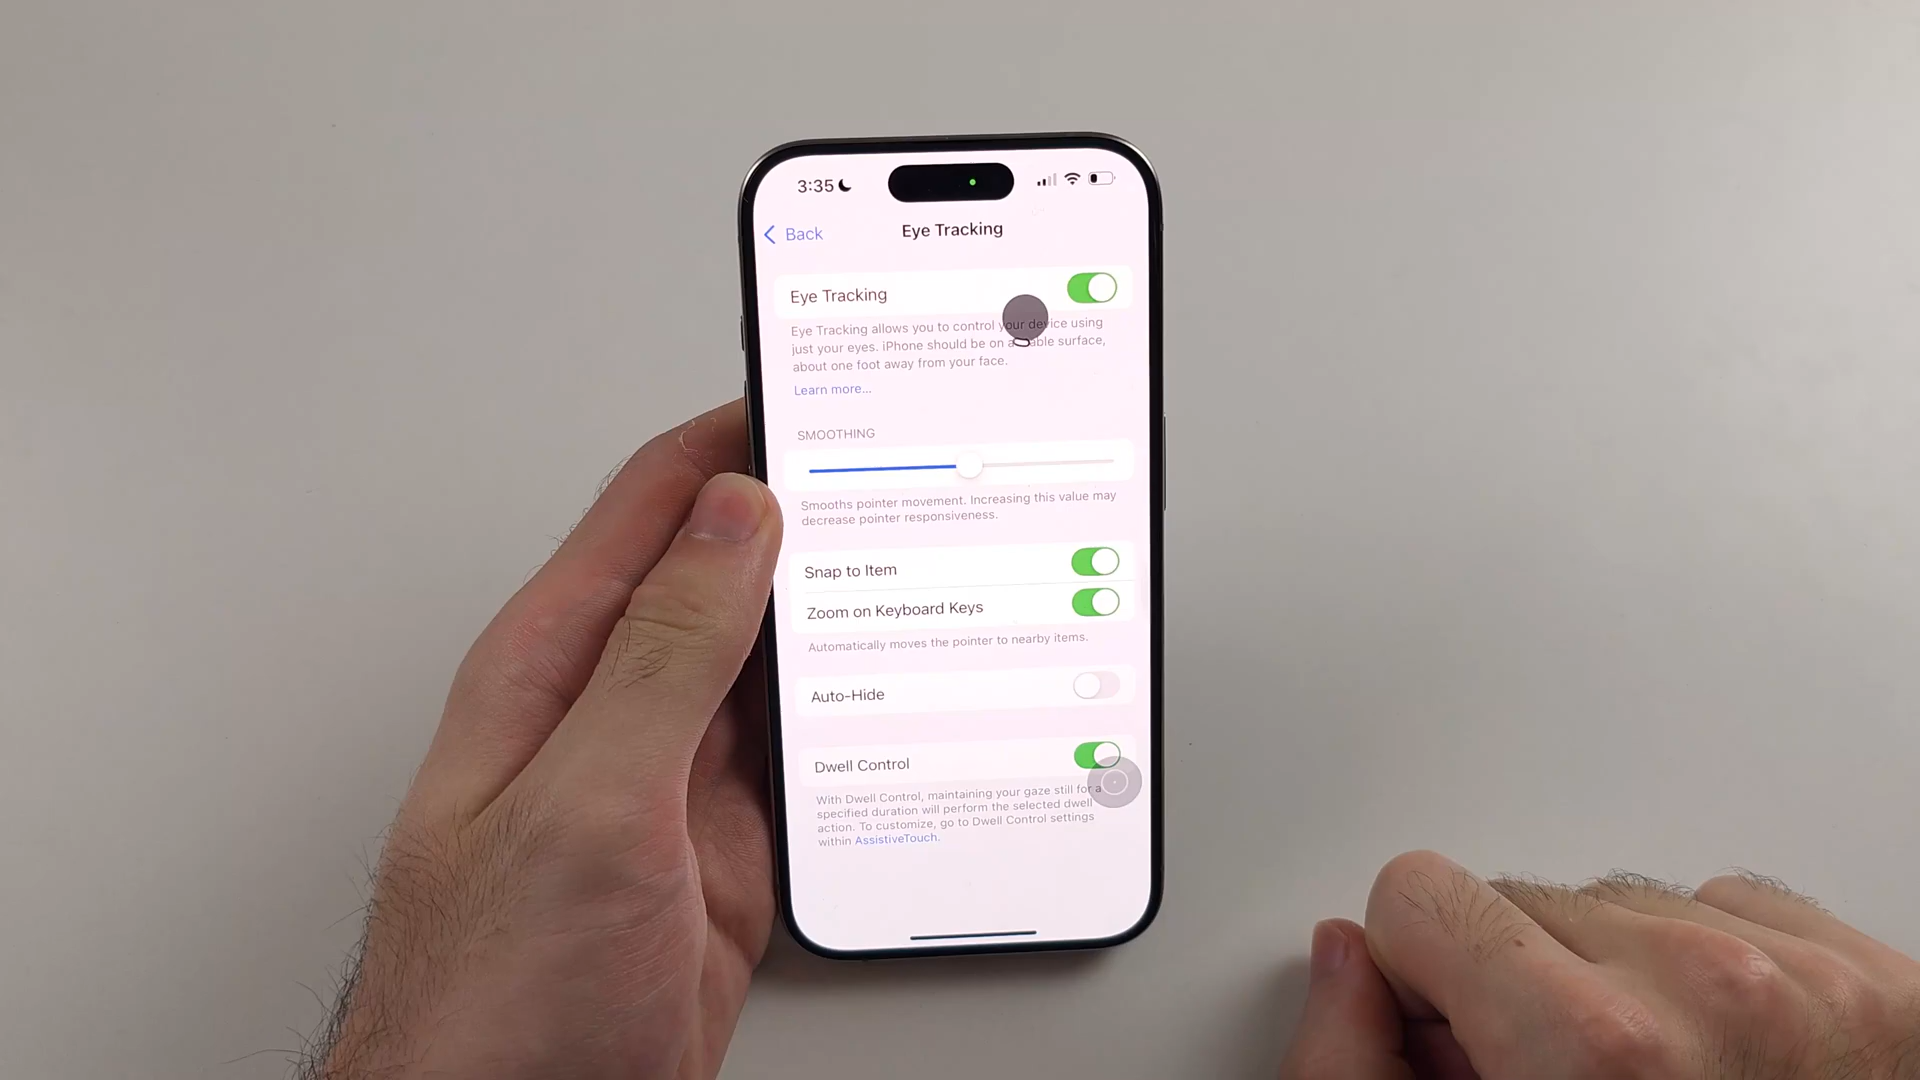 3:35
Back
Eye Tracking
Eye Tracking
Eye Tracking allows you to control your device using
just your eyes. iPhone should be on a stable surface,
about one foot away from your face.
Learn more...
SMOOTHING
Smooths pointer movement. Increasing this value may
decrease pointer responsiveness.
Snap to Item
Zoom on Keyboard Keys
Automatically moves the pointer to nearby items.
Auto-Hide
Dwell Control
With Dwell Control, maintaining your gaze still for a
specified duration will perform the selected dwell
action. To customize, go to Dwell Control settings
within AssistiveTouch.